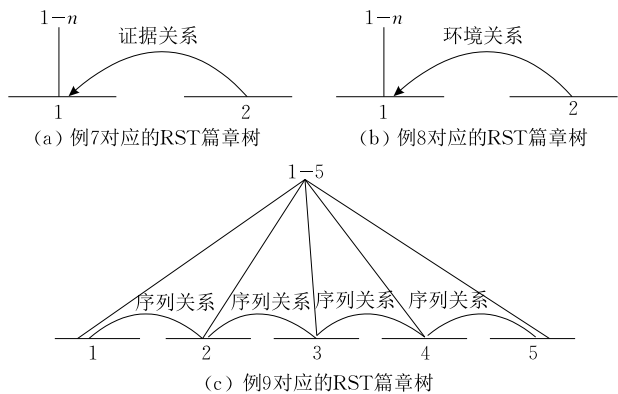 1－n 1－n
证据关系 环境关系
1 2 1 2
（a）例7对应的RST篇章树 （b）例8对应的RST篇章树
1－5
序列关系 序列关系 序列关系 序列关系
1 2 3 4 5
（c）例9对应的RST篇章树